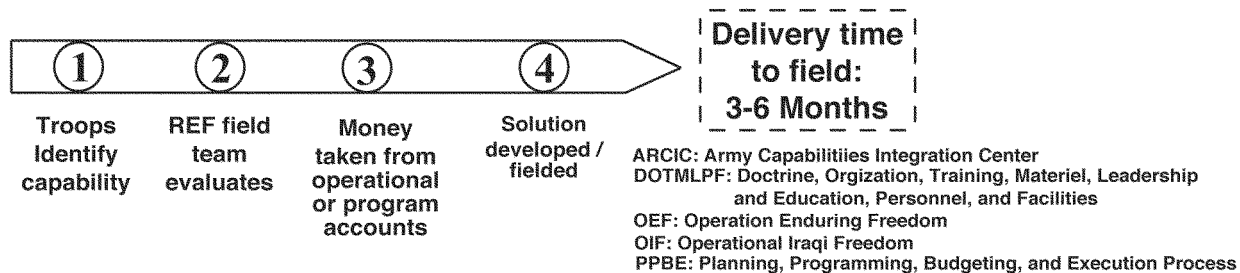 1
2
3
4
Delivery time
to field:
3-6 Months
Troops
Identify
capability
REF field
team
evaluates
Money
taken from
operational
or program
accounts
Solution
developed /
fielded
ARCIC: Army Capabilitiies Integration Center
DOTMLPF: Doctrine, Orgization, Training, Materiel, Leadership
and Education, Personnel, and Facilities
OEF: Operation Enduring Freedom
OIF: Operational Iraqi Freedom
PPBE: Planning, Programming, Budgeting, and Execution Process